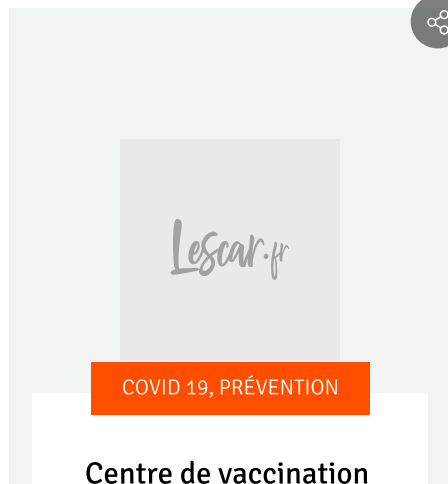 Lescar.fr
COVID 19, PRÉVENTION
Centre de vaccination